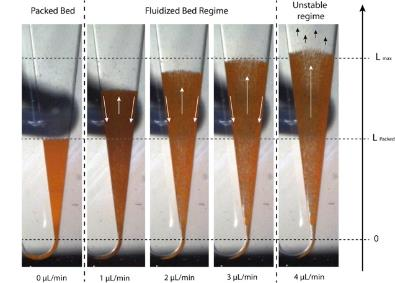 Packed Bed
Fluidized Bed Regime
Unstable
regime
L max
L Packed
0
0 µL/min
1 µL/min
2 µL/min
3 µL/min
4 µL/min